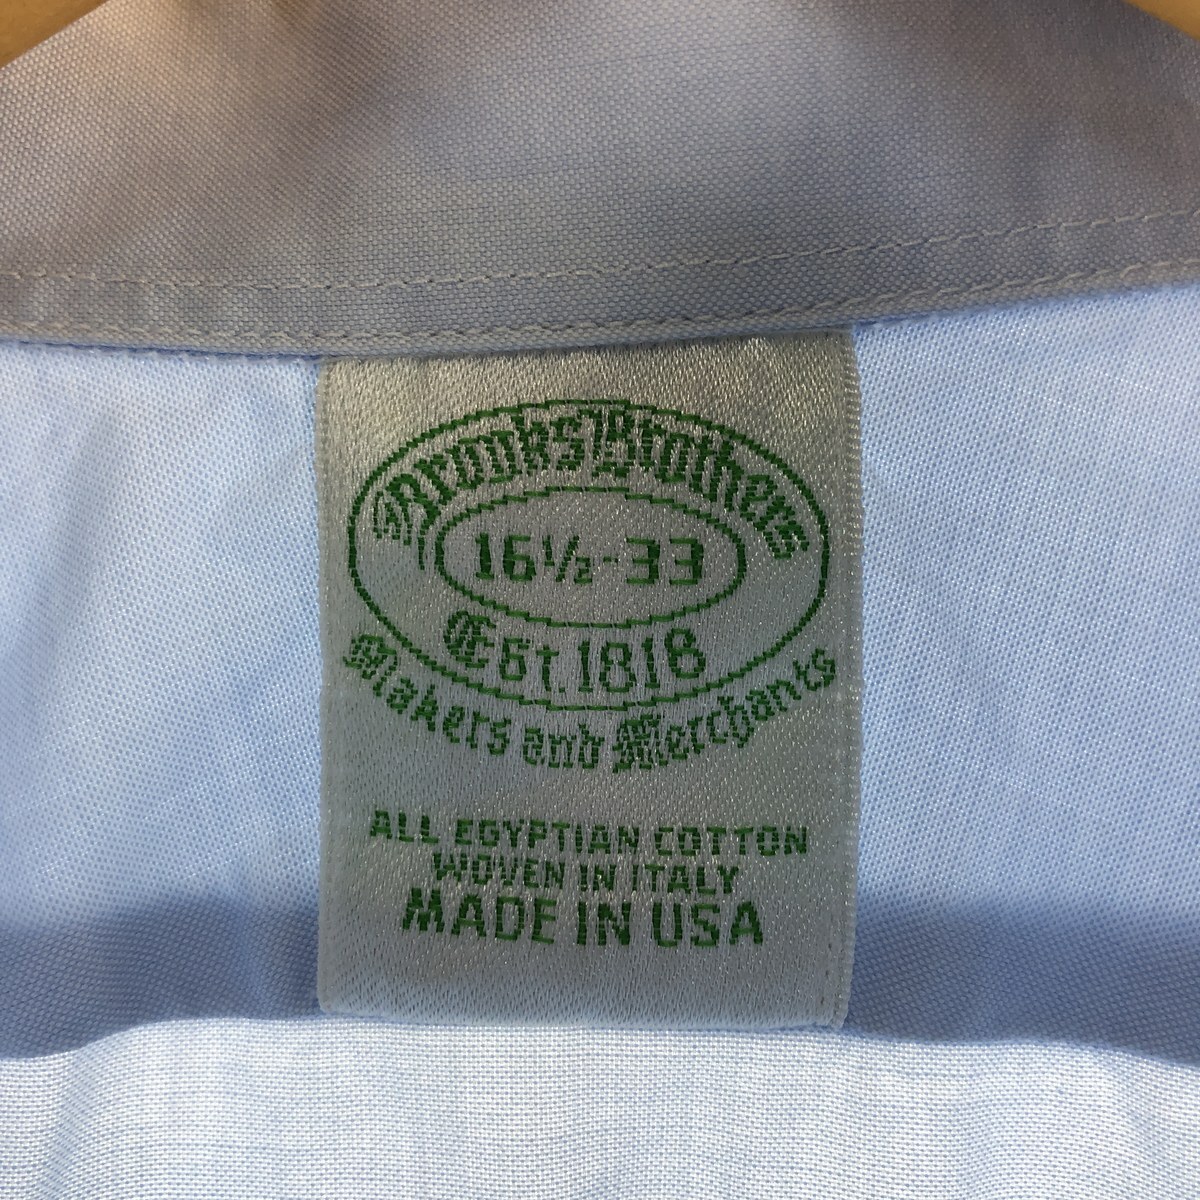 Brooks Brothers
16½-33
Est. 1818
Makers and Merchants
ALL EGYPTIAN COTTON
WOVEN IN ITALY
MADE IN USA